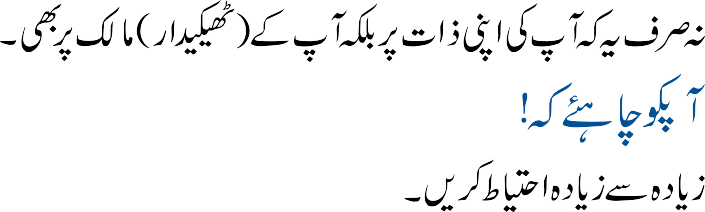 نہ صرف یہ کہ آپ کی اپنی ذات پر بلکہ آپ کے (ٹھیکیدار) مالک پر بھی۔
آپکو چاہئے کہ!
زیادہ سے زیادہ احتیاط کریں۔